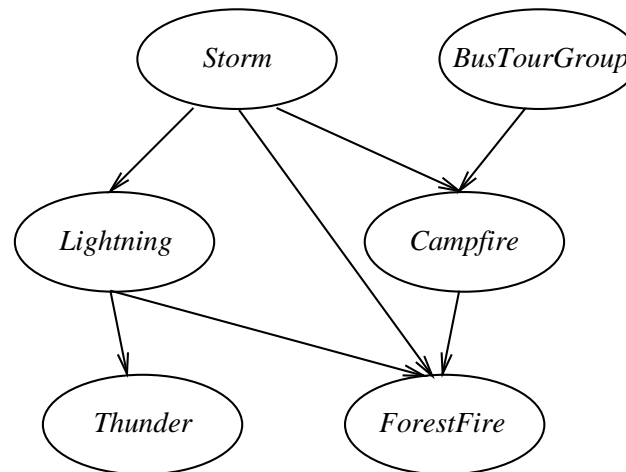 Storm
BusTourGroup
Lightning
Campfire
Thunder
ForestFire